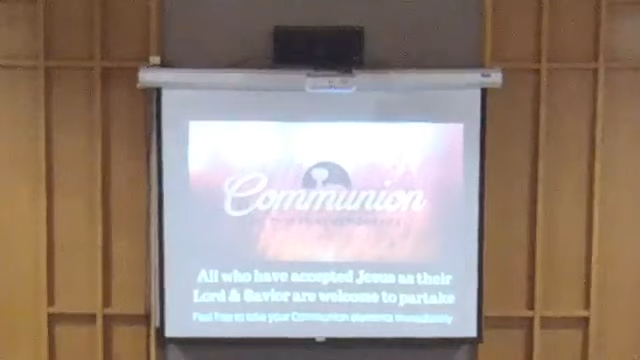 Communion
All who have accepted Jesus as their
Lord & Savior are welcome to partake
Feel free to take your Communion elements immediately